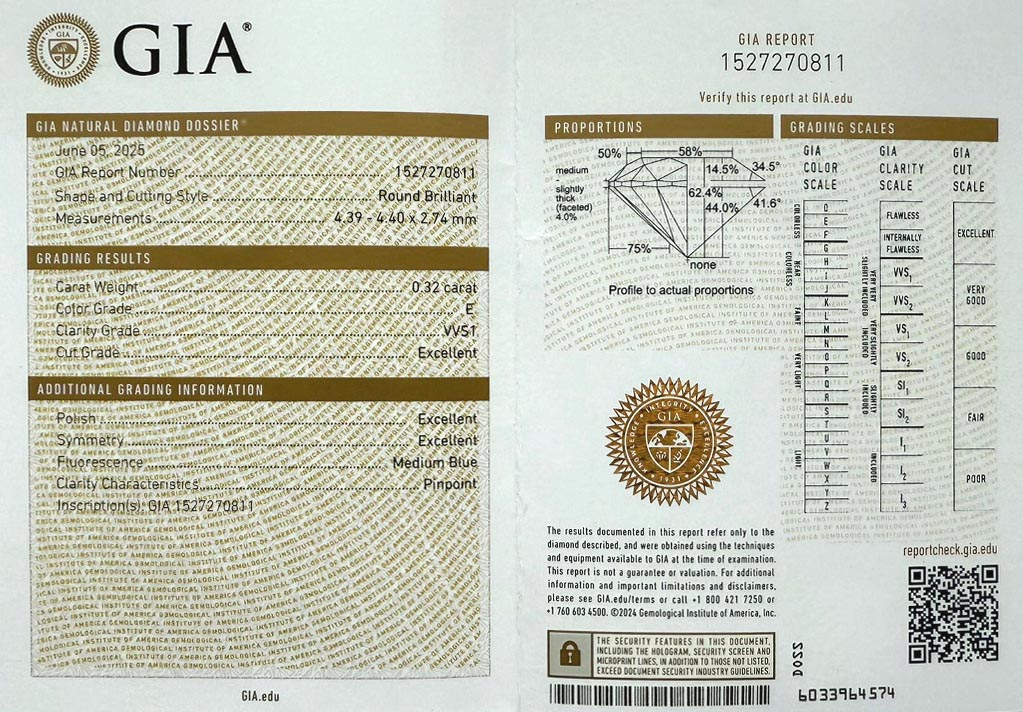 GIA®
GIA NATURAL DIAMOND DOSSIER®
June 05, 2025
GIA Report Number 1527270811
Shape and Cutting Style Round Brilliant
Measurements 4.39 - 4.40 x 2.74 mm
GRADING RESULTS
Carat Weight 0.32 carat
Color Grade E
Clarity Grade VVS1
Cut Grade Excellent
ADDITIONAL GRADING INFORMATION
Polish Excellent
Symmetry Excellent
Fluorescence Medium Blue
Clarity Characteristics Pinpoint
Inscription(s): GIA 1527270811
GIA.edu
GIA REPORT
1527270811
Verify this report at GIA.edu
PROPORTIONS
50%
58%
medium
-
slightly
thick
(faceted)
4.0%
14.5%
34.5°
62.4%
44.0%
41.6°
75%
none
Profile to actual proportions
INTEGRITY
EXCELLENCE
KNOWLEDGE
GIA
1931
The results documented in this report refer only to the
diamond described, and were obtained using the techniques
and equipment available to GIA at the time of examination.
This report is not a guarantee or valuation. For additional
information and important limitations and disclaimers,
please see GIA.edu/terms or call +1 800 421 7250 or
+1 760 603 4500. ©2024 Gemological Institute of America, Inc.
THE SECURITY FEATURES IN THIS DOCUMENT,
INCLUDING THE HOLOGRAM, SECURITY SCREEN AND
MICROPRINT LINES, IN ADDITION TO THOSE NOT LISTED,
EXCEED DOCUMENT SECURITY INDUSTRY GUIDELINES.
GRADING SCALES
GIA
COLOR
SCALE
COLORLESS
D
E
F
NEAR
COLORLESS
G
H
I
J
FAINT
K
L
M
VERY LIGHT
N
O
P
Q
R
LIGHT
S
T
U
V
W
X
Y
Z
GIA
CLARITY
SCALE
FLAWLESS
INTERNALLY
FLAWLESS
VERY VERY
SLIGHTLY INCLUDED
VVS1
VVS2
VERY SLIGHTLY
INCLUDED
VS1
VS2
SLIGHTLY
INCLUDED
SI1
SI2
INCLUDED
I1
I2
I3
GIA
CUT
SCALE
EXCELLENT
VERY
GOOD
GOOD
FAIR
POOR
reportcheck.gia.edu
DO22
6033964574